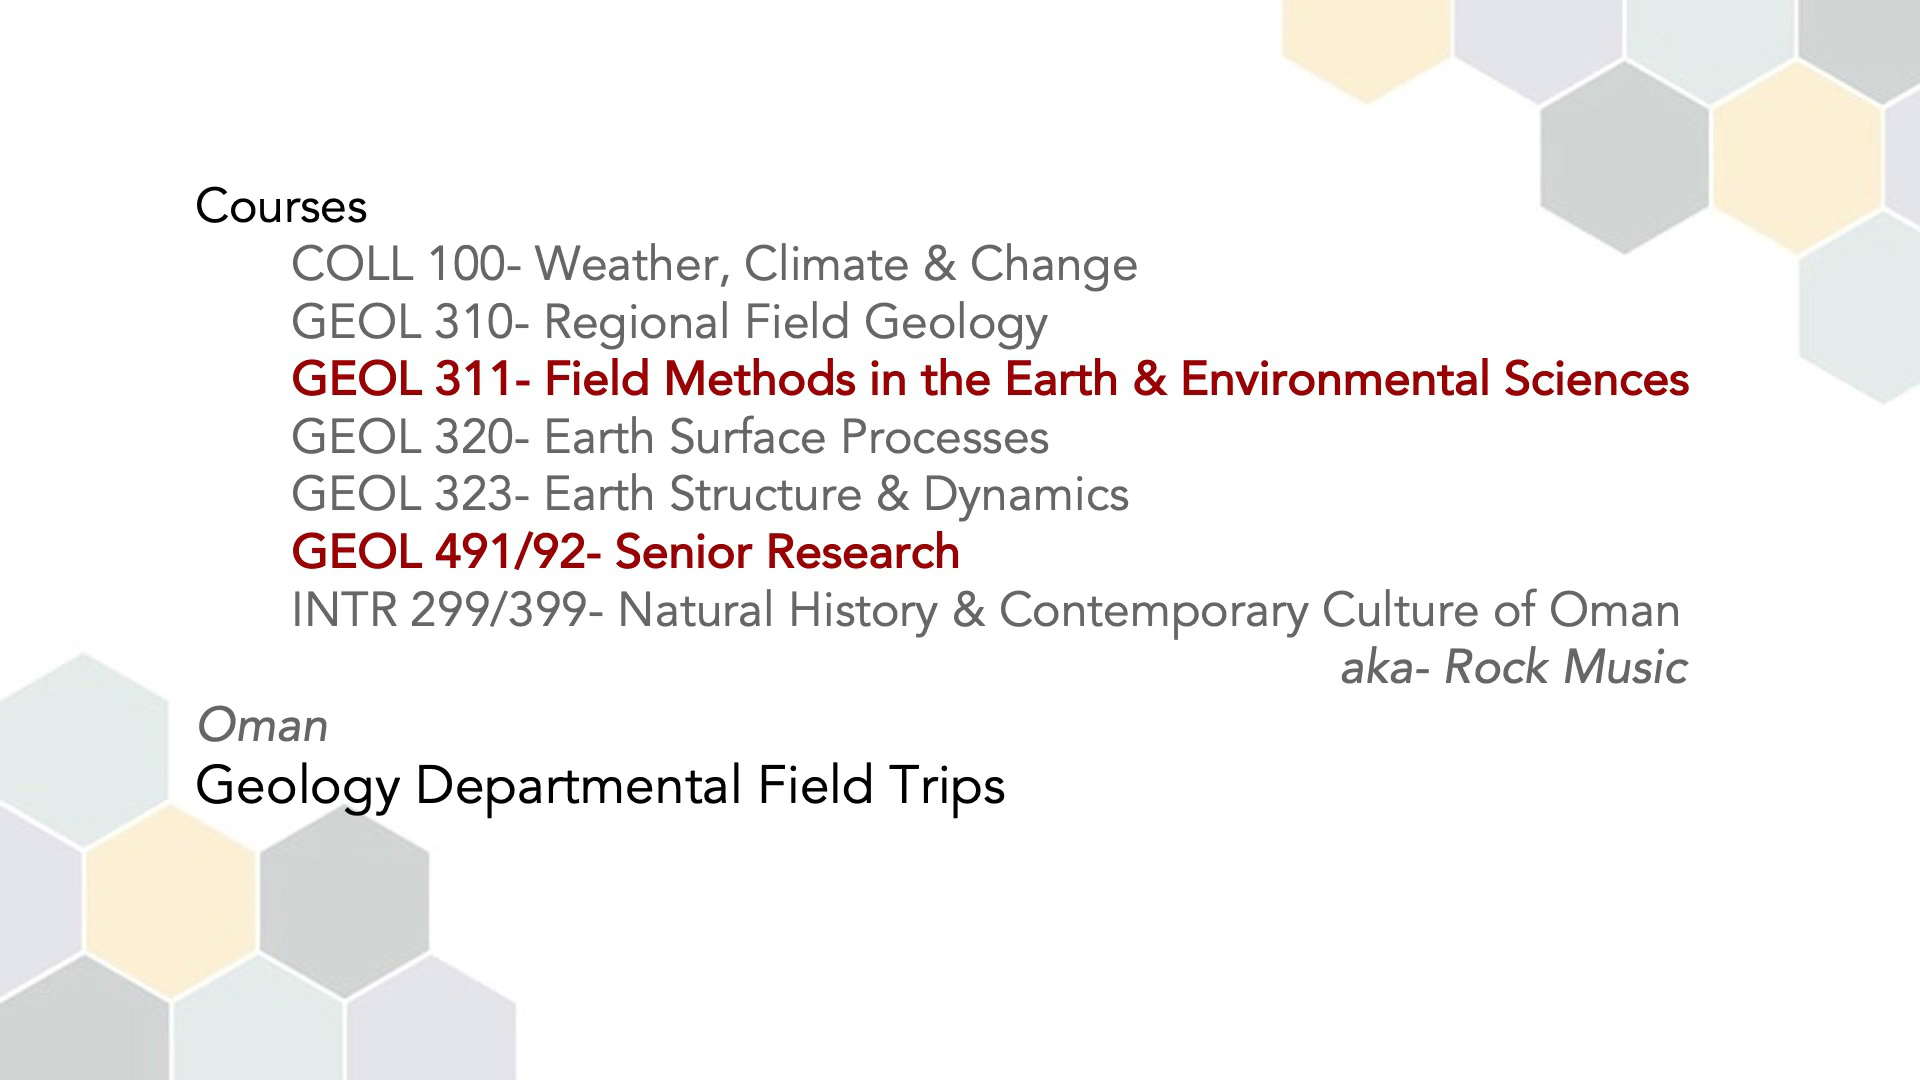 Courses
COLL 100- Weather, Climate & Change
GEOL 310- Regional Field Geology
GEOL 311- Field Methods in the Earth & Environmental Sciences
GEOL 320- Earth Surface Processes
GEOL 323- Earth Structure & Dynamics
GEOL 491/92- Senior Research
INTR 299/399- Natural History & Contemporary Culture of Oman
aka- Rock Music
Oman
Geology Departmental Field Trips